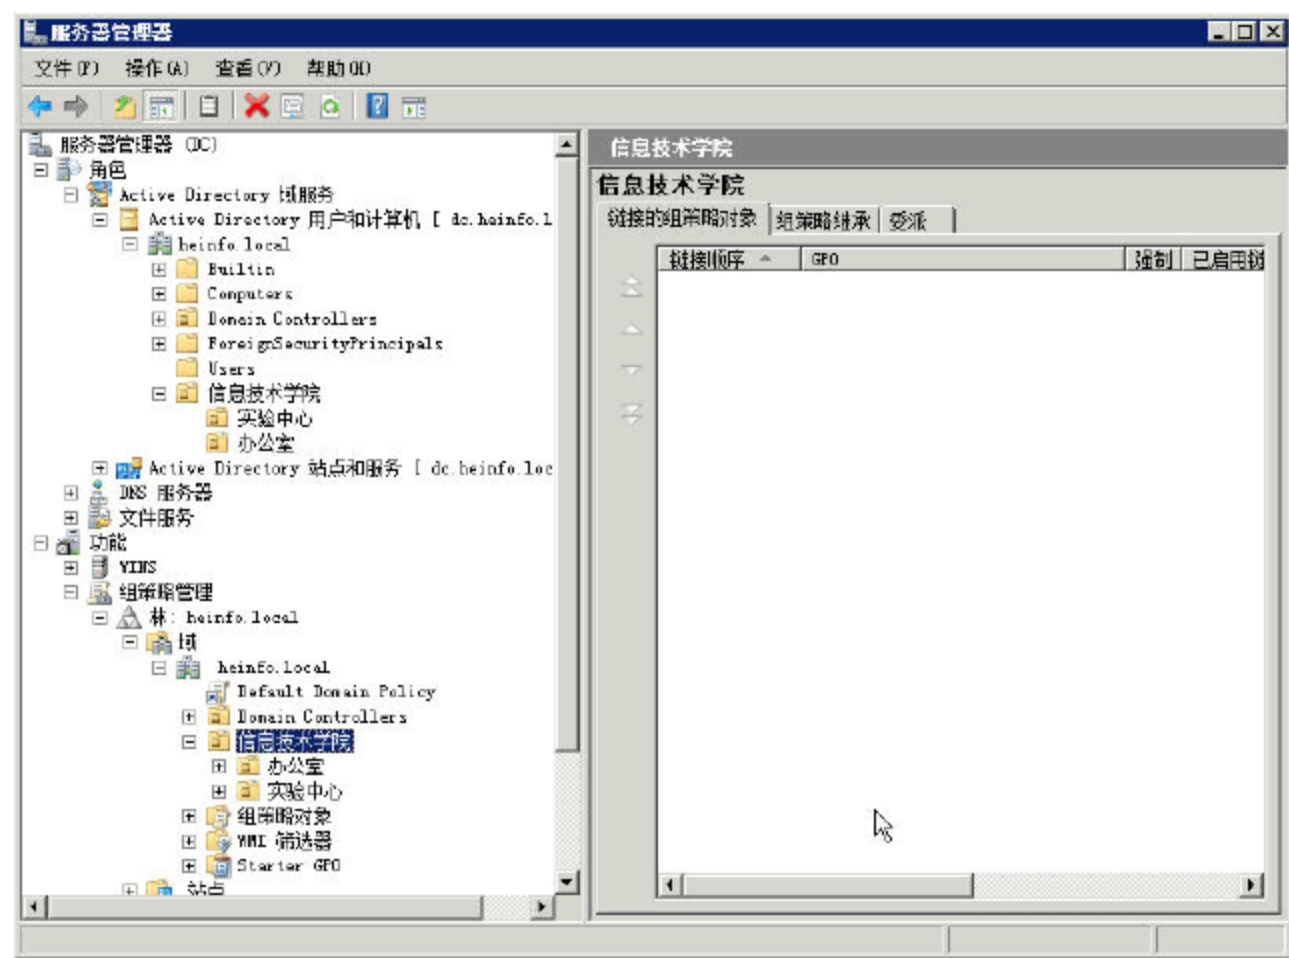 服务器管理器
文件(F) 操作(A) 查看(V) 帮助(H)
服务器管理器 (DC)
角色
Active Directory 域服务
Active Directory 用户和计算机 [ dc.heinfo.l
heinfo.local
Builtin
Computers
Domain Controllers
ForeignSecurityPrincipals
Users
信息技术学院
实验中心
办公室
Active Directory 站点和服务 [ dc.heinfo.loc
DNS 服务器
文件服务
功能
WINS
组策略管理
林: heinfo.local
域
heinfo.local
Default Domain Policy
Domain Controllers
信息技术学院
办公室
实验中心
组策略对象
WMI 筛选器
Starter GPO
站点
信息技术学院
信息技术学院
链接的组策略对象 组策略继承 委派
链接顺序 GPO 强制 已启用链